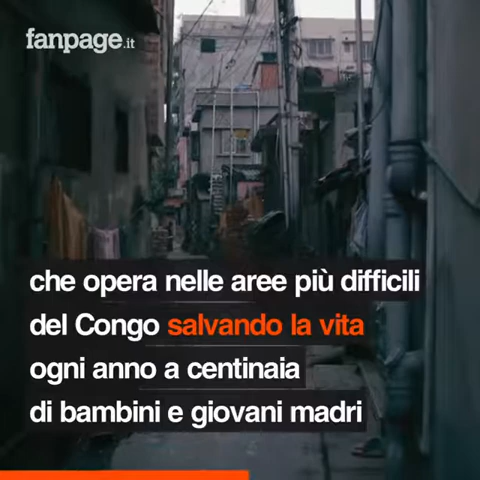 fanpage.it
che opera nelle aree più difficili
del Congo salvando la vita
ogni anno a centinaia
di bambini e giovani madri